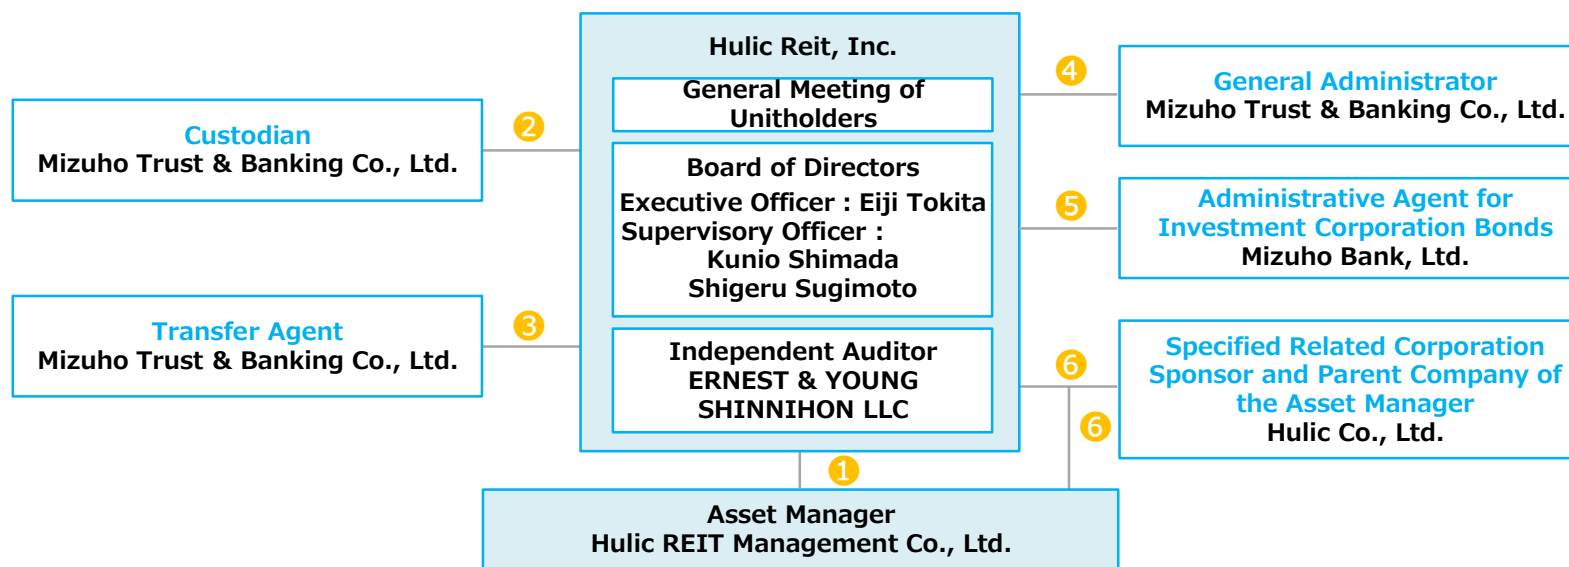 Hulic Reit, Inc.
General Meeting of
Unitholders
Board of Directors
Executive Officer : Eiji Tokita
Supervisory Officer :
Kunio Shimada
Shigeru Sugimoto
Independent Auditor
ERNEST & YOUNG
SHINNIHON LLC
2
Custodian
Mizuho Trust & Banking Co., Ltd.
3
Transfer Agent
Mizuho Trust & Banking Co., Ltd.
4
General Administrator
Mizuho Trust & Banking Co., Ltd.
5
Administrative Agent for
Investment Corporation Bonds
Mizuho Bank, Ltd.
6
Specified Related Corporation
Sponsor and Parent Company of
the Asset Manager
Hulic Co., Ltd.
6
1
Asset Manager
Hulic REIT Management Co., Ltd.